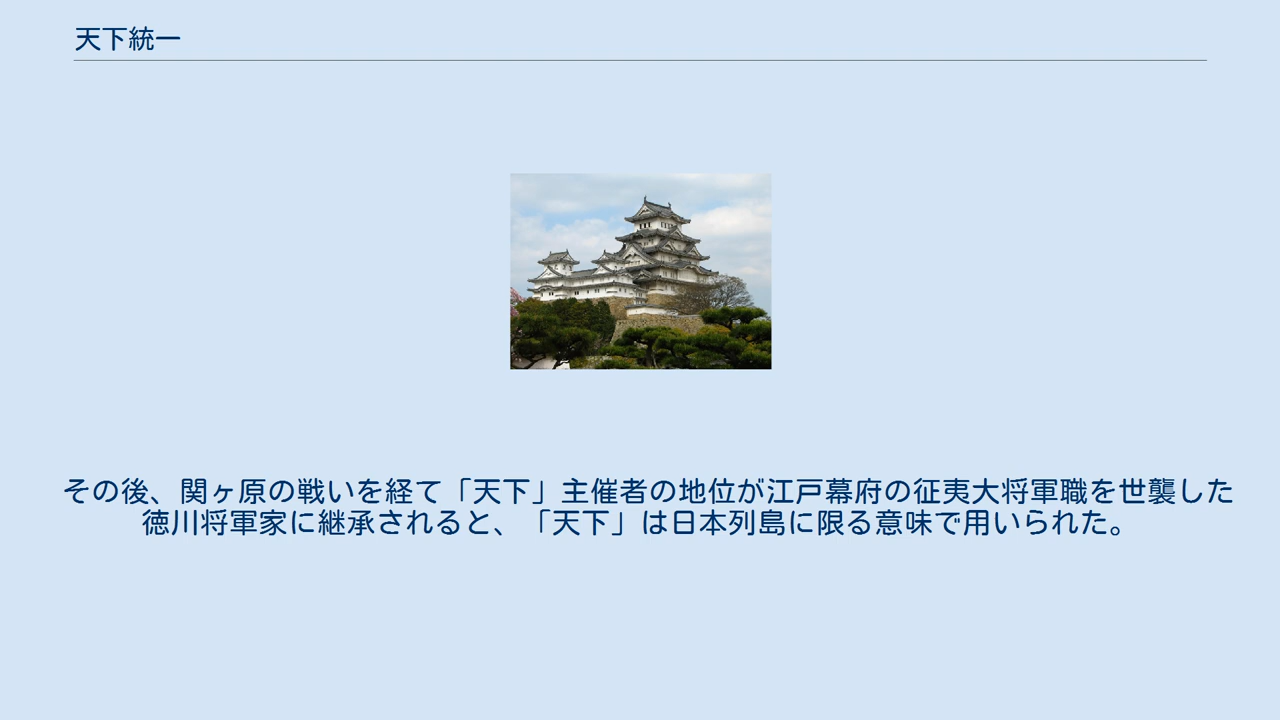 天下統一
その後、関ヶ原の戦いを経て「天下」主催者の地位が江戸幕府の征夷大将軍職を世襲した
徳川将軍家に継承されると、「天下」は日本列島に限る意味で用いられた。